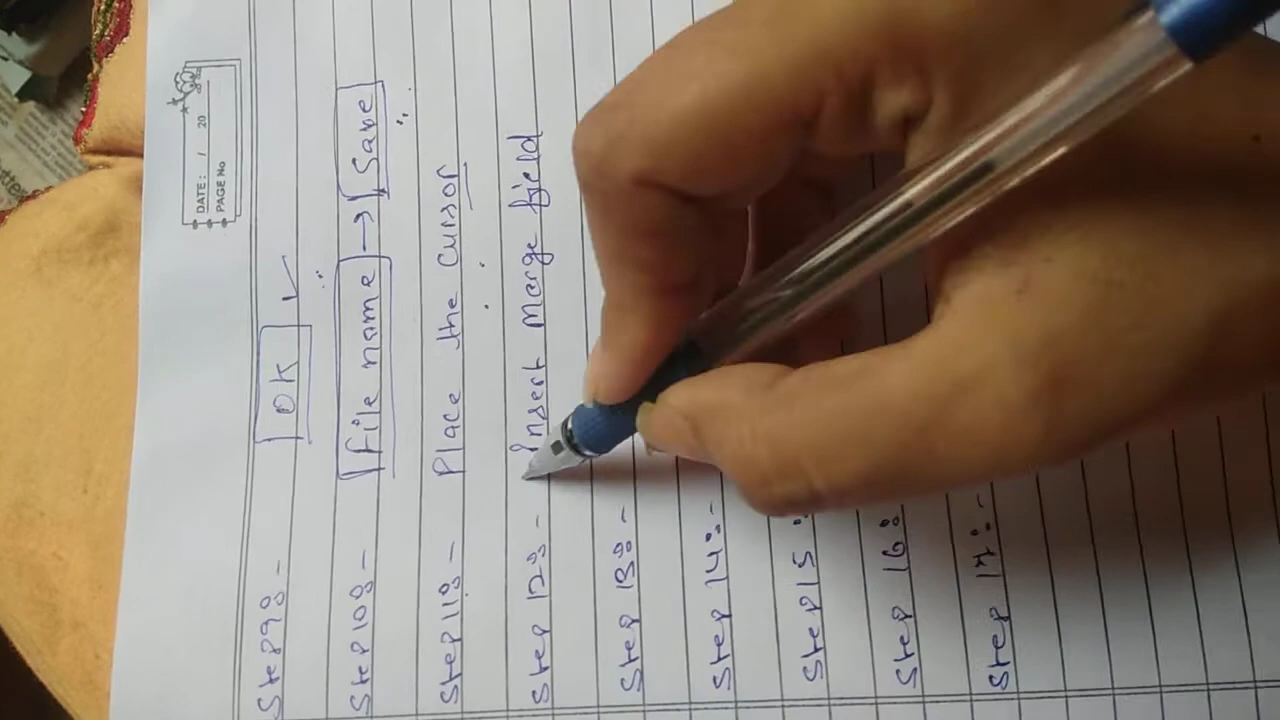 DATE: / 20
PAGE No
Step 9:- OK
Step 10:- File name → Save
Step 11:- Place the cursor
Step 12:- Insert Marge field
Step 13:-
Step 14:-
Step 15:
Step 16:
Step 17:-